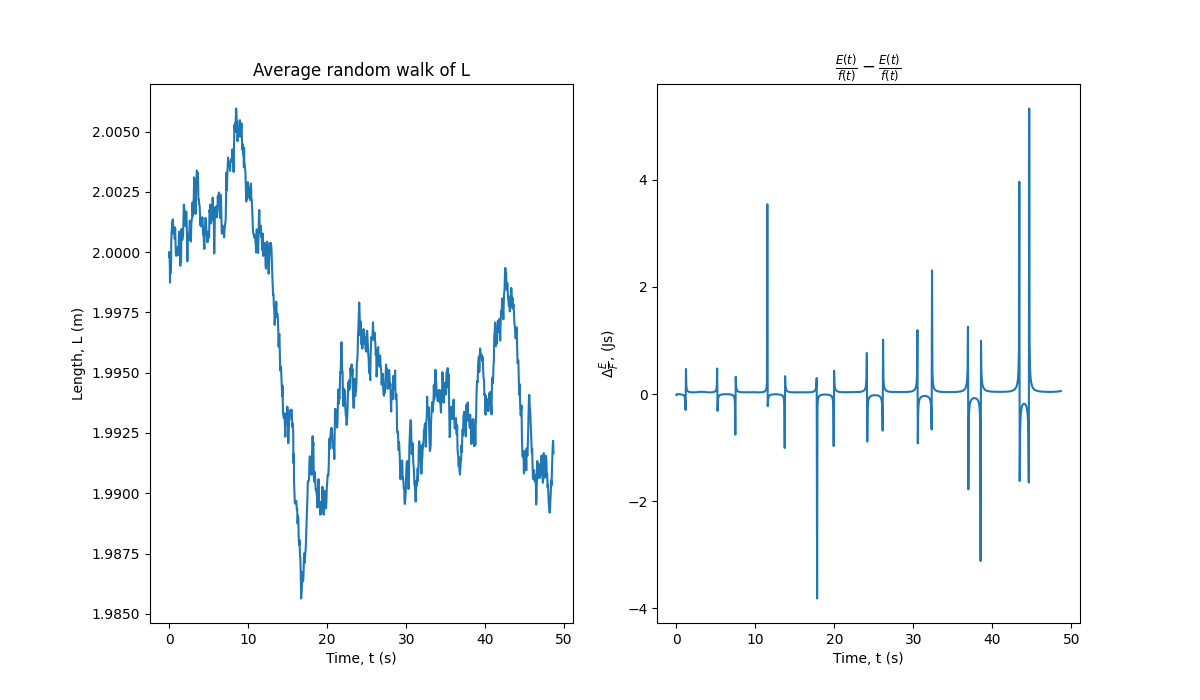 Average random walk of L
Length, L (m)
2.0050
2.0025
2.0000
1.9975
1.9950
1.9925
1.9900
1.9875
1.9850
0 10 20 30 40 50
Time, t (s)
E(t)/f(t) − E(t)/f(t)
Δ E/F, (Js)
4
2
0
−2
−4
0 10 20 30 40 50
Time, t (s)